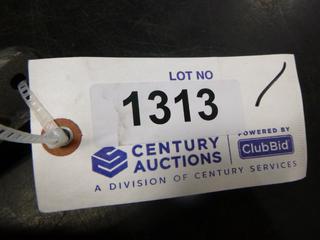 LOT NO
1313
CENTURY
AUCTIONS
POWERED BY
ClubBid
A DIVISION OF CENTURY SERVICES